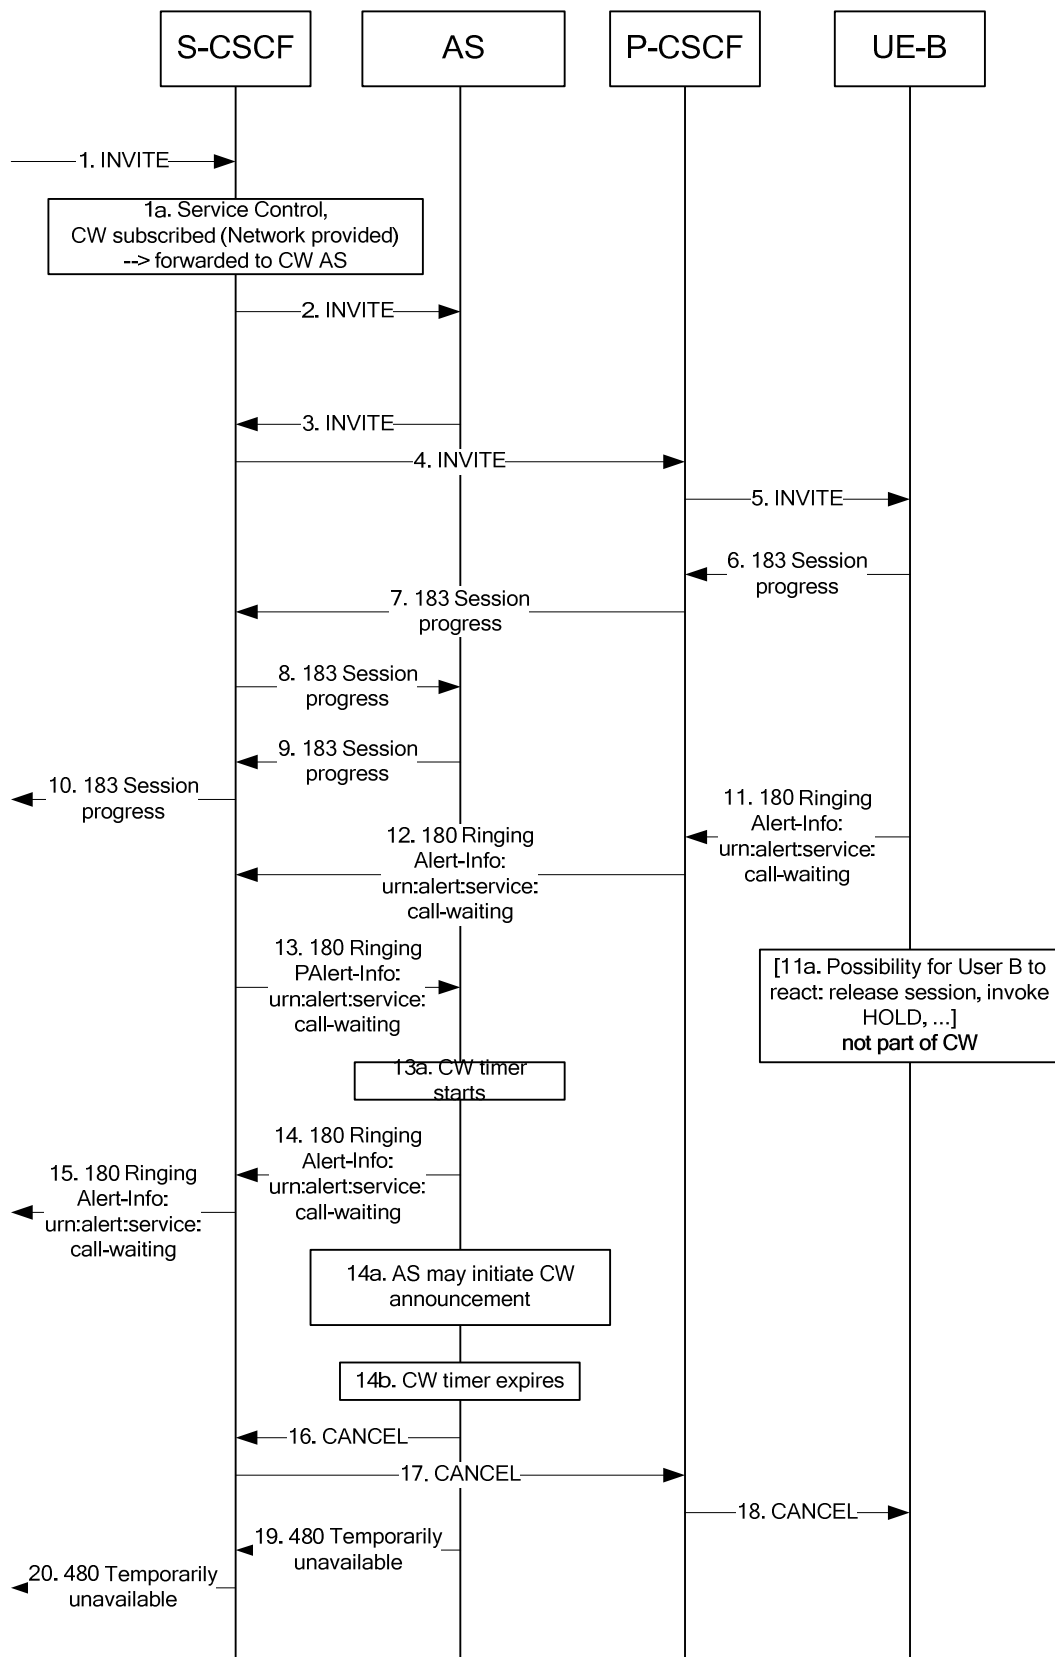 S-CSCF
AS
P-CSCF
UE-B
1. INVITE
1a. Service Control,
CW subscribed (Network provided)
--> forwarded to CW AS
2. INVITE
3. INVITE
4. INVITE
5. INVITE
6. 183 Session
progress
7. 183 Session
progress
8. 183 Session
progress
9. 183 Session
progress
10. 183 Session
progress
11. 180 Ringing
Alert-Info:
urn:alert:service:
call-waiting
12. 180 Ringing
Alert-Info:
urn:alert:service:
call-waiting
[11a. Possibility for User B to
react: release session, invoke
HOLD, ...]
not part of CW
13. 180 Ringing
PAlert-Info:
urn:alert:service:
call-waiting
13a. CW timer
starts
14. 180 Ringing
Alert-Info:
urn:alert:service:
call-waiting
15. 180 Ringing
Alert-Info:
urn:alert:service:
call-waiting
14a. AS may initiate CW
announcement
14b. CW timer expires
16. CANCEL
17. CANCEL
18. CANCEL
19. 480 Temporarily
unavailable
20. 480 Temporarily
unavailable